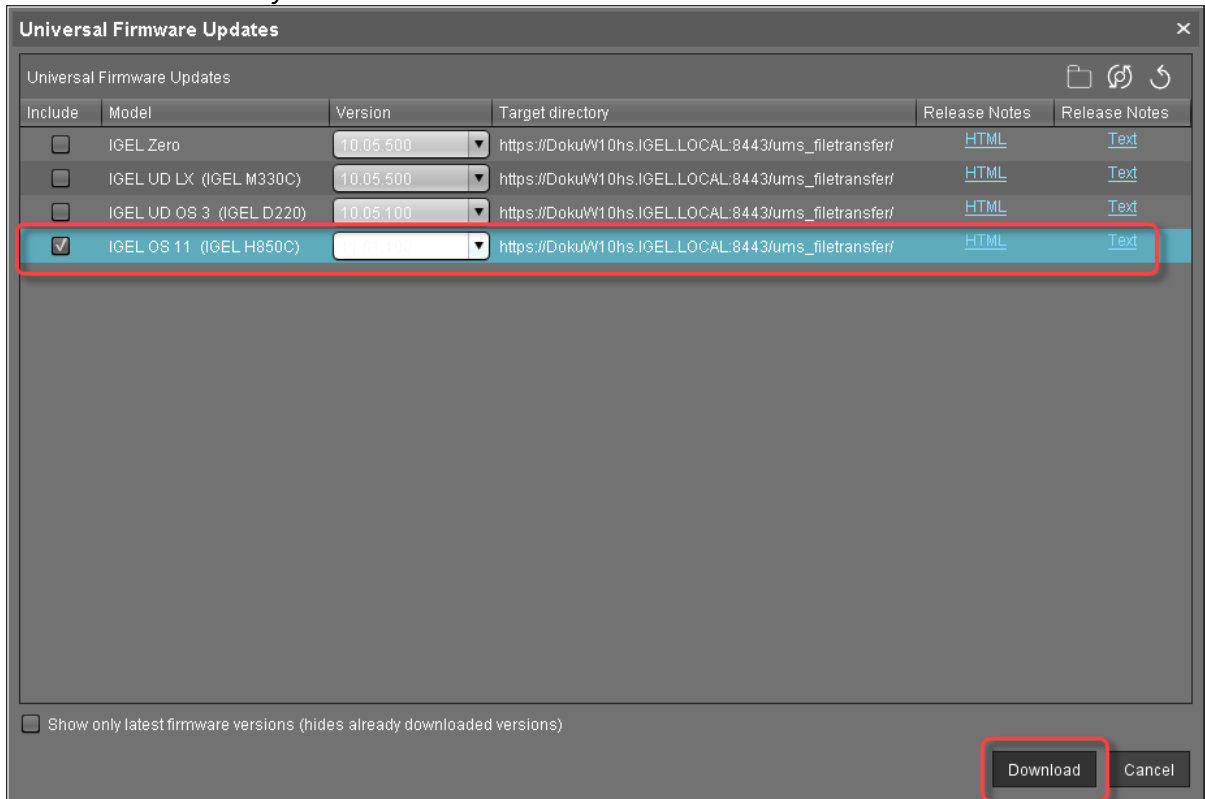 Universal Firmware Updates ×
Universal Firmware Updates
Include Model Version Target directory Release Notes Release Notes
IGEL Zero 10.05.500 https://DokuW10hs.IGEL.LOCAL:8443/ums_filetransfer/ HTML Text
IGEL UD LX (IGEL M330C) 10.05.500 https://DokuW10hs.IGEL.LOCAL:8443/ums_filetransfer/ HTML Text
IGEL UD OS 3 (IGEL D220) 10.05.100 https://DokuW10hs.IGEL.LOCAL:8443/ums_filetransfer/ HTML Text
IGEL OS 11 (IGEL H850C) https://DokuW10hs.IGEL.LOCAL:8443/ums_filetransfer/ HTML Text
Show only latest firmware versions (hides already downloaded versions)
Download Cancel